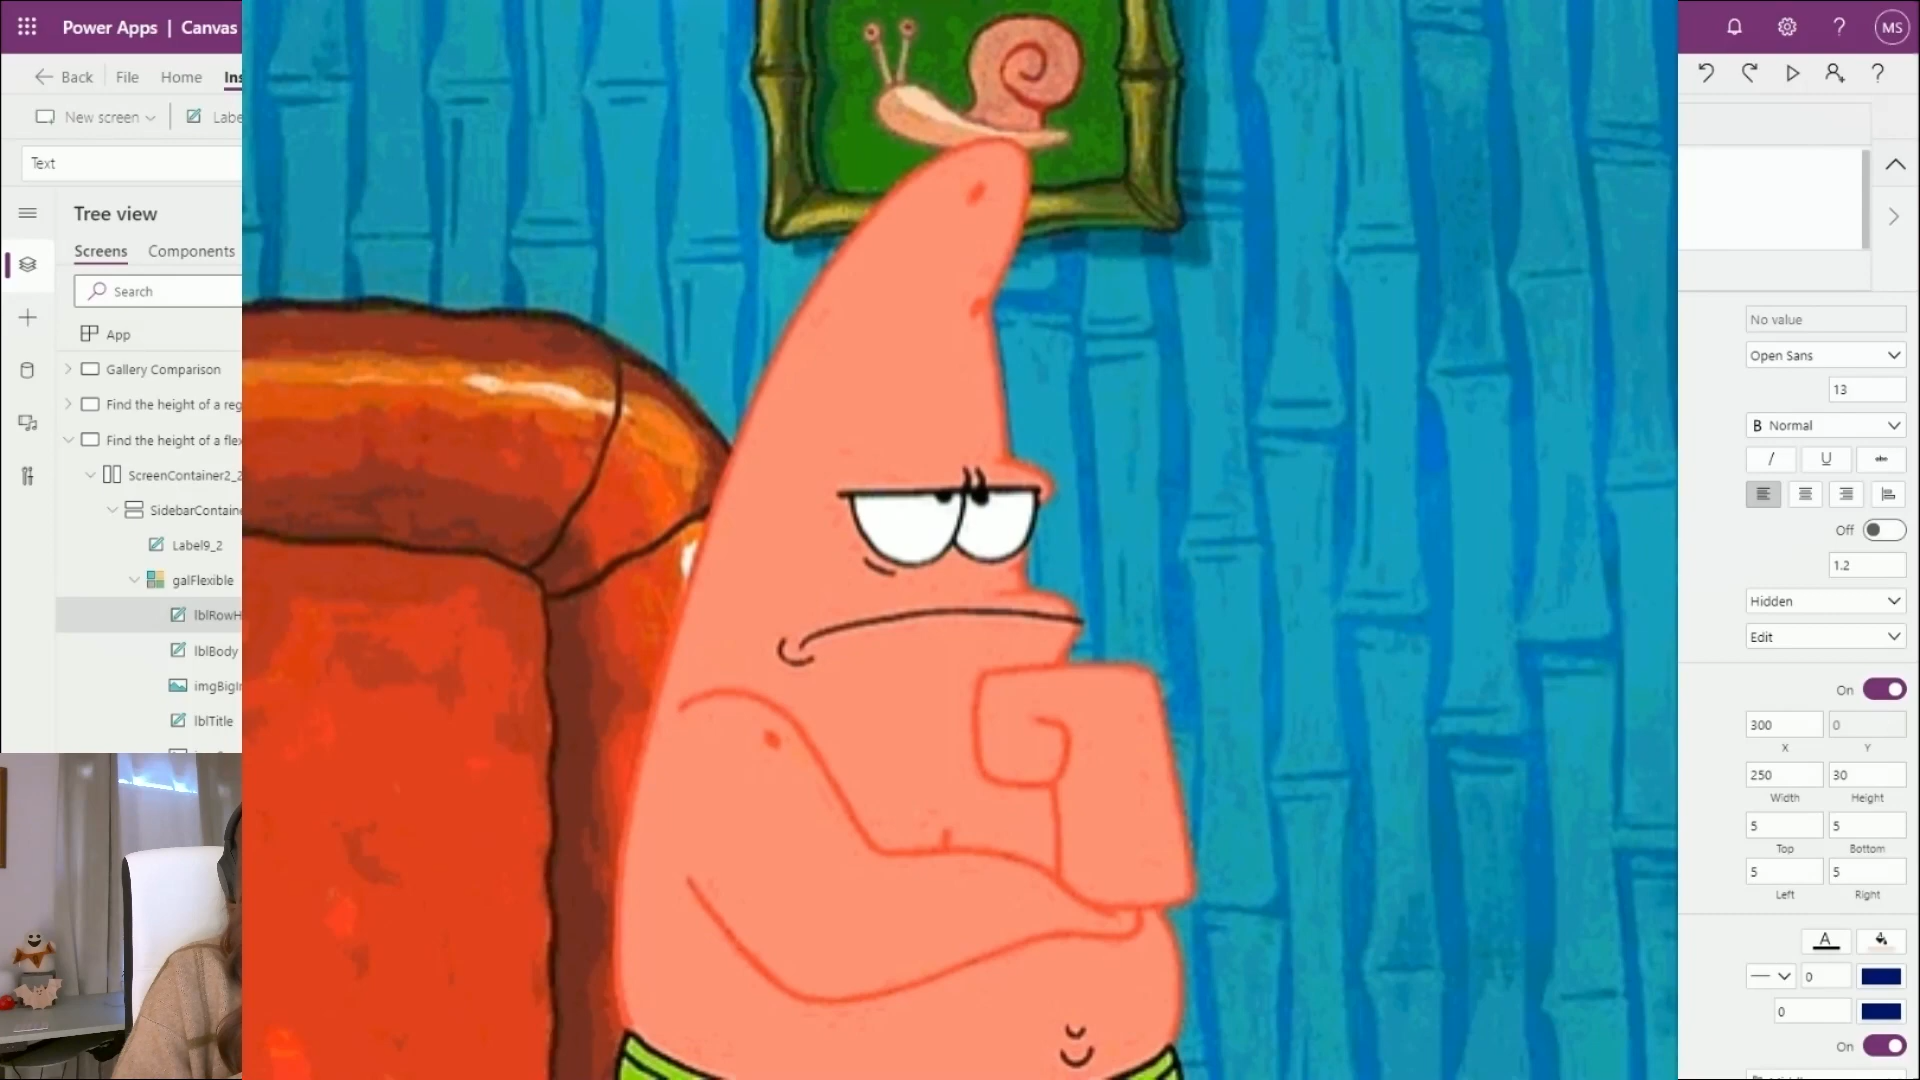 Power Apps | Canvas
MS
Back File Home Ins
New screen Labe
Text
Tree view
Screens Components
Search
App
Gallery Comparison
Find the height of a reg
Find the height of a flex
ScreenContainer2_2
SidebarContaine
Label9_2
galFlexible
lblRowH
lblBody
imgBigI
lblTitle
No value
Open Sans
13
B Normal
/ U abc
Off
1.2
Hidden
Edit
On
300 0
X Y
250 30
Width Height
5 5
Top Bottom
5 5
Left Right
A
0
0
On